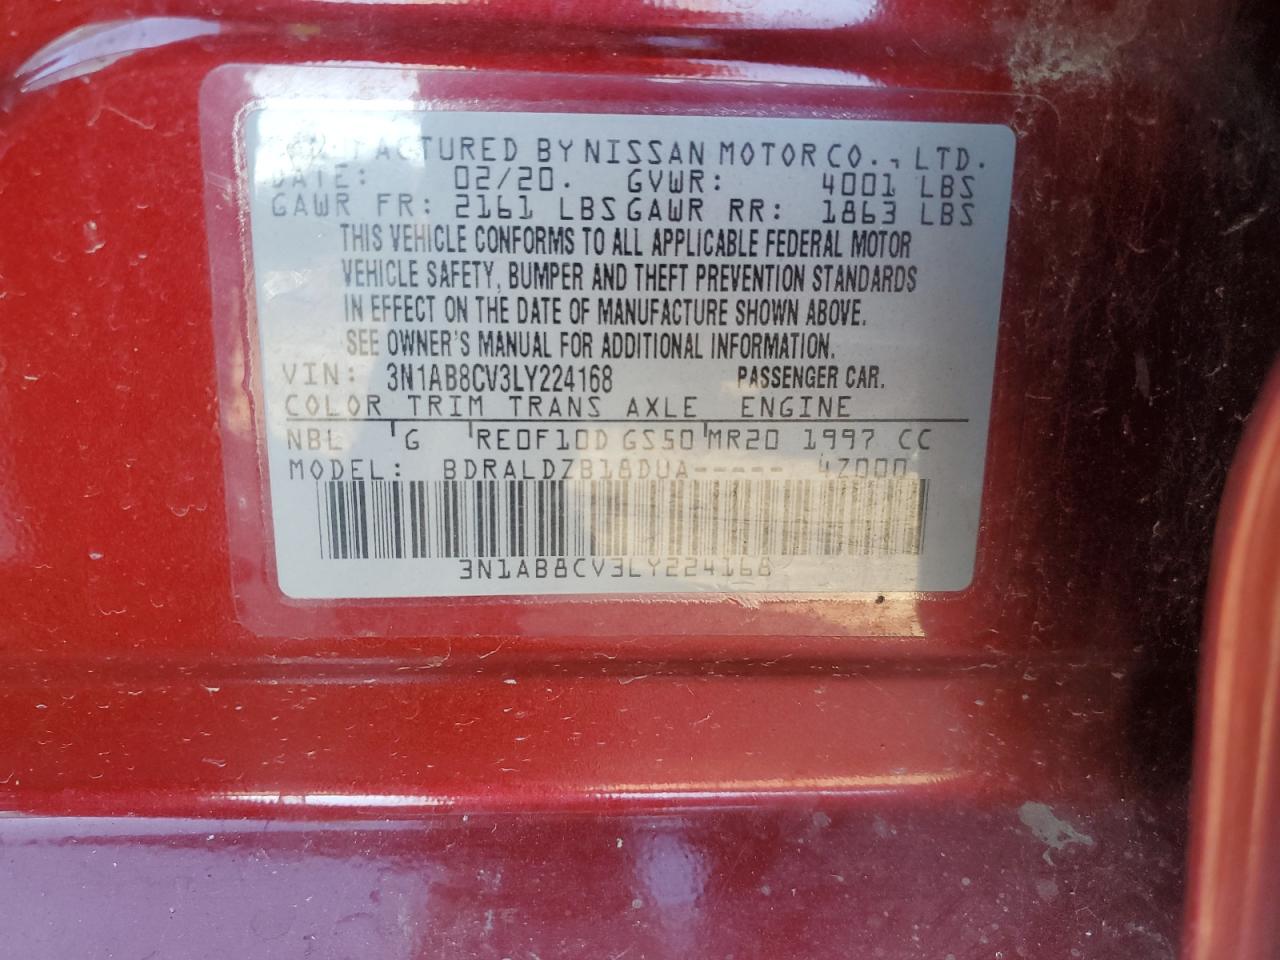 MANUFACTURED BY NISSAN MOTOR CO., LTD.
DATE: 02/20. GVWR: 4001 LBS
GAWR FR: 2161 LBS GAWR RR: 1863 LBS
THIS VEHICLE CONFORMS TO ALL APPLICABLE FEDERAL MOTOR
VEHICLE SAFETY, BUMPER AND THEFT PREVENTION STANDARDS
IN EFFECT ON THE DATE OF MANUFACTURE SHOWN ABOVE.
SEE OWNER'S MANUAL FOR ADDITIONAL INFORMATION.
VIN: 3N1AB8CV3LY224168 PASSENGER CAR.
COLOR TRIM TRANS AXLE ENGINE
NBL G RE0F10D GS50 MR20 1997 CC
MODEL: BDRALDZB18DUA----- 4Z000
3N1AB8CV3LY224168